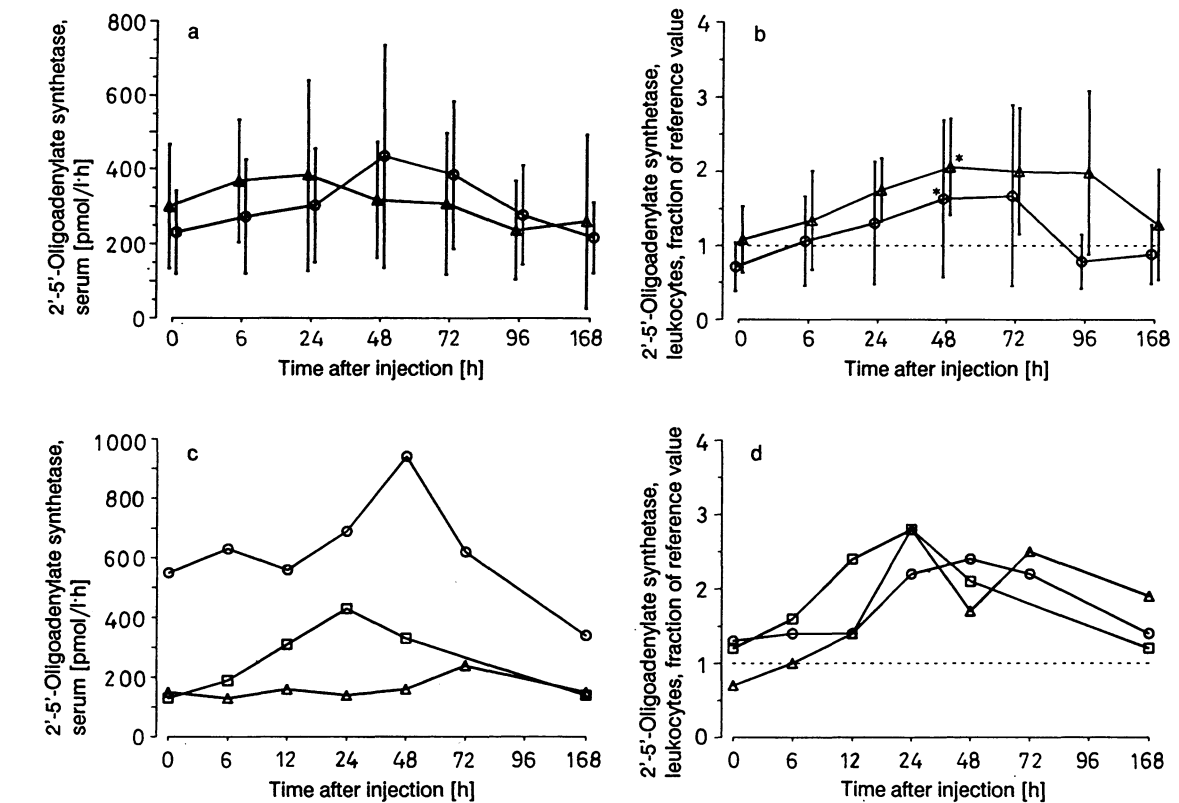 a
2'-5'-Oligoadenylate synthetase,
serum [pmol/l·h]
800
600
400
200
0
0 6 24 48 72 96 168
Time after injection [h]
b
2'-5'-Oligoadenylate synthetase,
leukocytes, fraction of reference value
4
3
2
1
0
* *
0 6 24 48 72 96 168
Time after injection [h]
c
2'-5'-Oligoadenylate synthetase,
serum [pmol/l·h]
1000
800
600
400
200
0
0 6 12 24 48 72 96 168
Time after injection [h]
d
2'-5'-Oligoadenylate synthetase,
leukocytes, fraction of reference value
4
3
2
1
0
0 6 12 24 48 72 96 168
Time after injection [h]